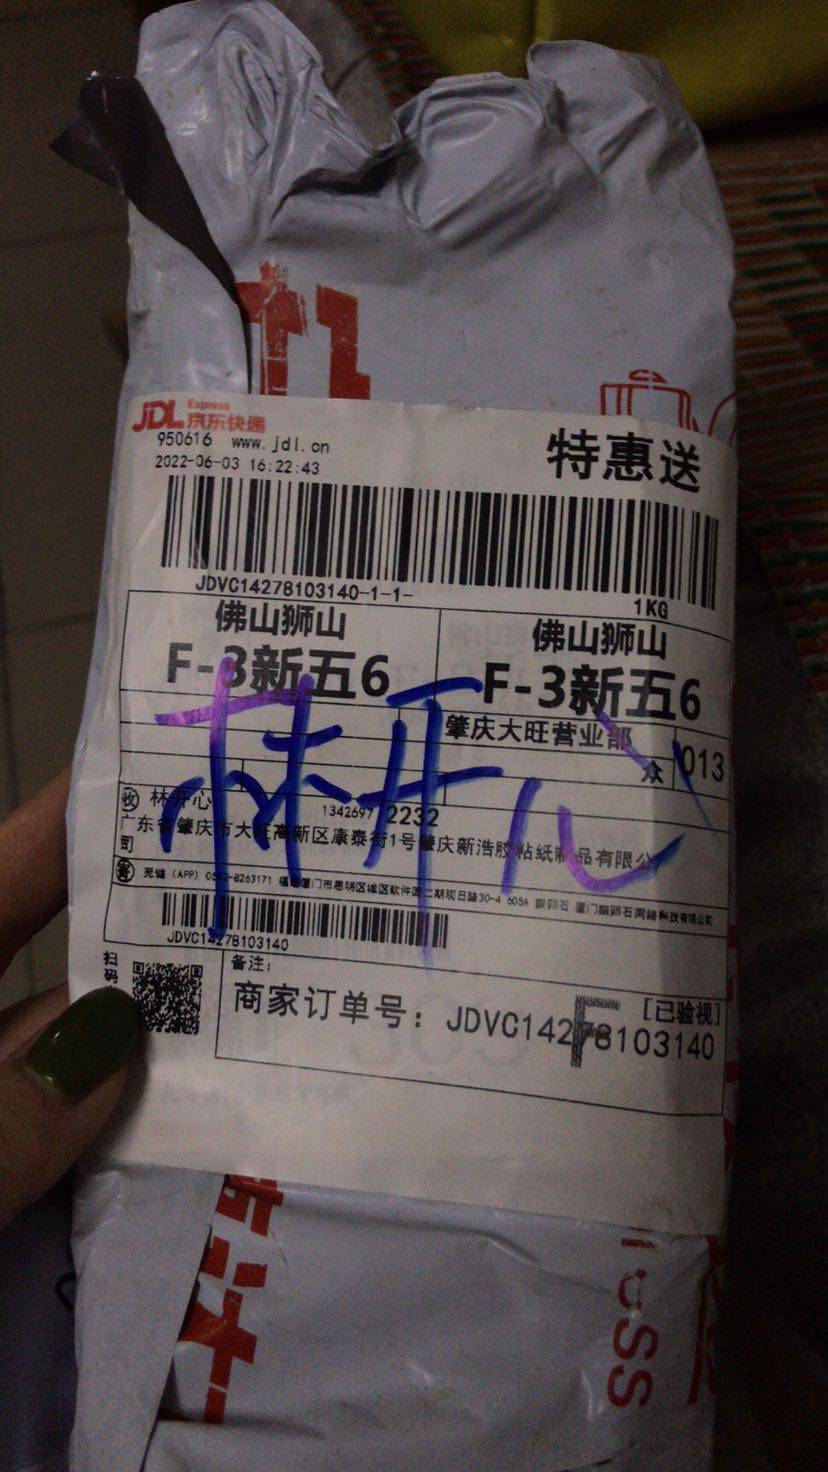 JDL Express
京东快递
950616 www.jdl.cn
特惠送
2022-06-03 16:22:43
JDVC14278103140-1-1-
1KG
佛山狮山
佛山狮山
F-3新五6
F-3新五6
肇庆大旺营业部
众
013
林开心
收 林开心 1342697 2232
广东省肇庆市大旺高新区康泰街1号肇庆新浩胶粘纸制品有限公
司
寄
JDVC14278103140
扫码
备注:
[已验视]
商家订单号: JDVC14278103140